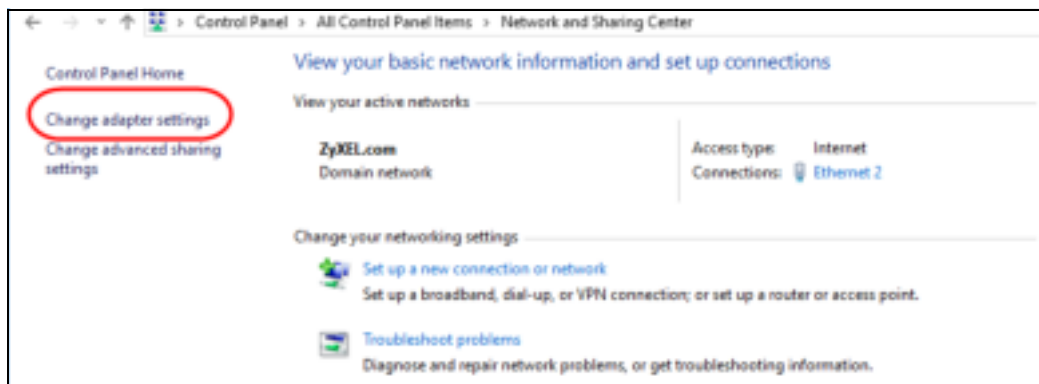 Control Panel > All Control Panel Items > Network and Sharing Center
Control Panel Home
Change adapter settings
Change advanced sharing
settings
View your basic network information and set up connections
View your active networks
ZyXEL.com
Domain network
Access type: Internet
Connections: Ethernet 2
Change your networking settings
Set up a new connection or network
Set up a broadband, dial-up, or VPN connection; or set up a router or access point.
Troubleshoot problems
Diagnose and repair network problems, or get troubleshooting information.